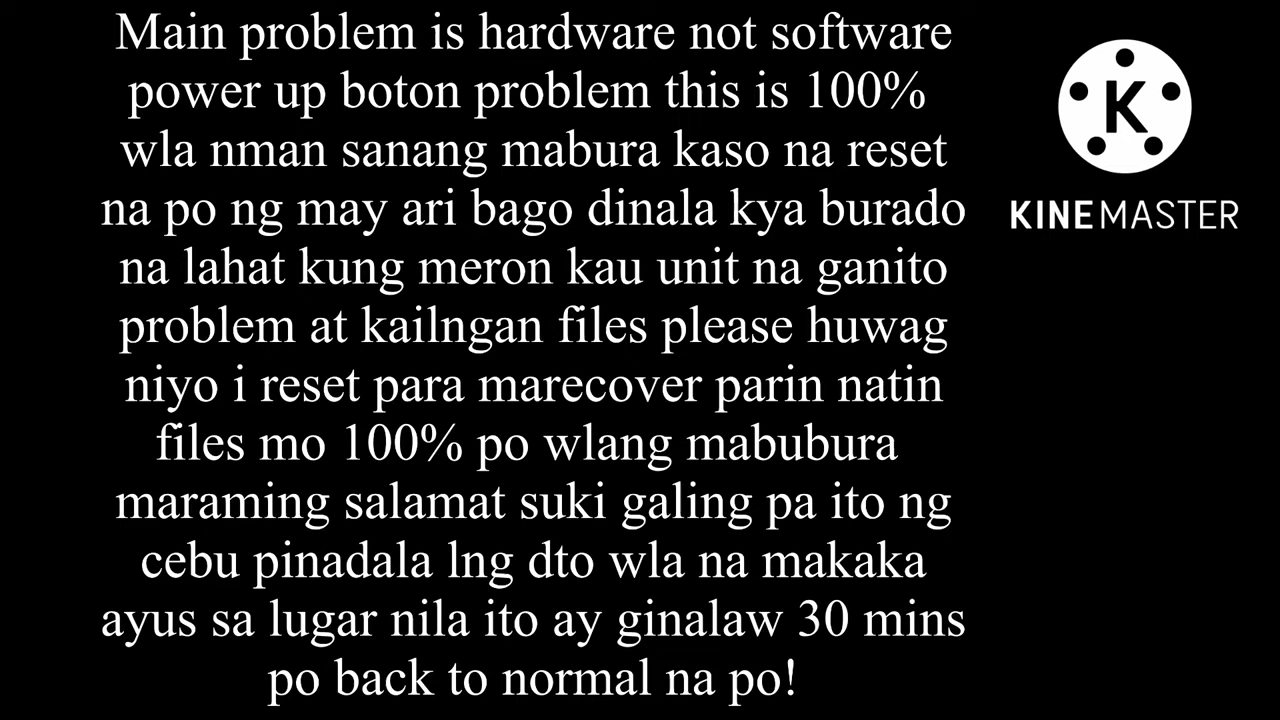 Main problem is hardware not software
power up boton problem this is 100%
wla nman sanang mabura kaso na reset
na po ng may ari bago dinala kya burado
na lahat kung meron kau unit na ganito
problem at kailngan files please huwag
niyo i reset para marecover parin natin
files mo 100% po wlang mabubura
maraming salamat suki galing pa ito ng
cebu pinadala lng dto wla na makaka
ayus sa lugar nila ito ay ginalaw 30 mins
po back to normal na po!
K
KINEMASTER